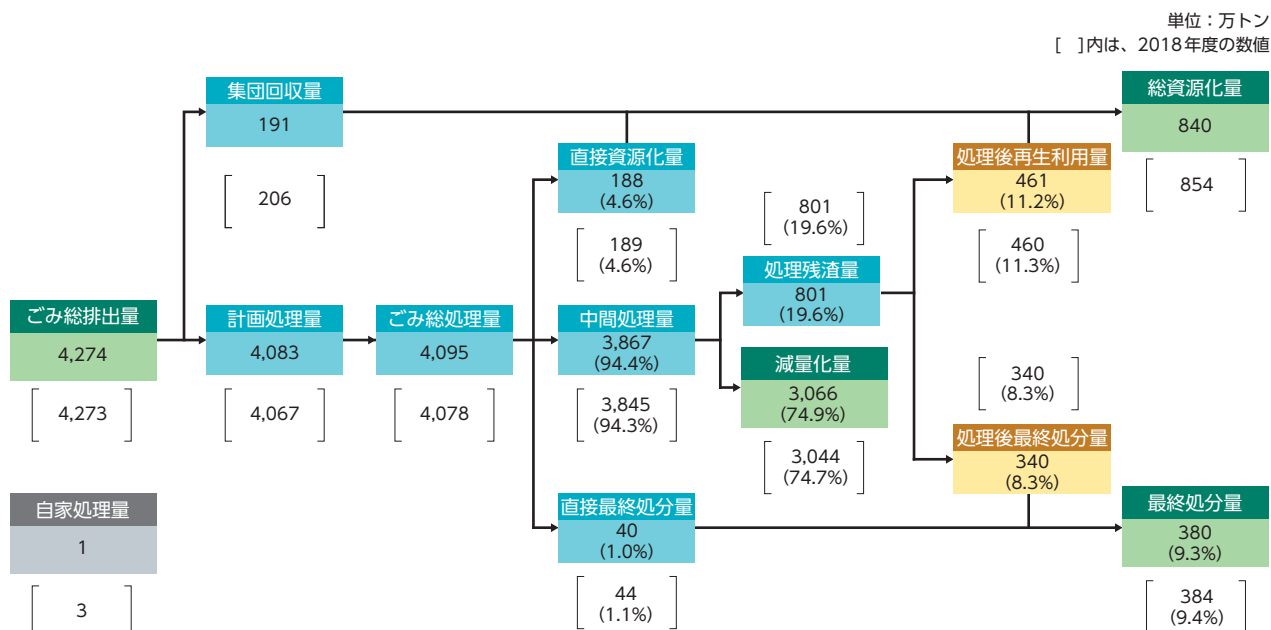 単位：万トン
[　]内は、2018年度の数値
集団回収量
191
206
総資源化量
840
854
直接資源化量
188
(4.6%)
189
(4.6%)
処理後再生利用量
461
(11.2%)
460
(11.3%)
801
(19.6%)
処理残渣量
801
(19.6%)
ごみ総排出量
4,274
4,273
計画処理量
4,083
4,067
ごみ総処理量
4,095
4,078
中間処理量
3,867
(94.4%)
3,845
(94.3%)
減量化量
3,066
(74.9%)
3,044
(74.7%)
340
(8.3%)
処理後最終処分量
340
(8.3%)
自家処理量
1
3
直接最終処分量
40
(1.0%)
44
(1.1%)
最終処分量
380
(9.3%)
384
(9.4%)